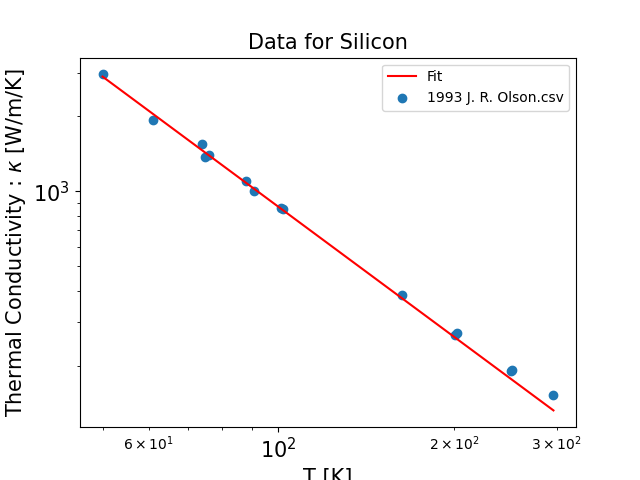 Data for Silicon
Fit
1993 J. R. Olson.csv
Thermal Conductivity : κ [W/m/K]
10³
6 × 10¹
10²
2 × 10²
3 × 10²
T [K]